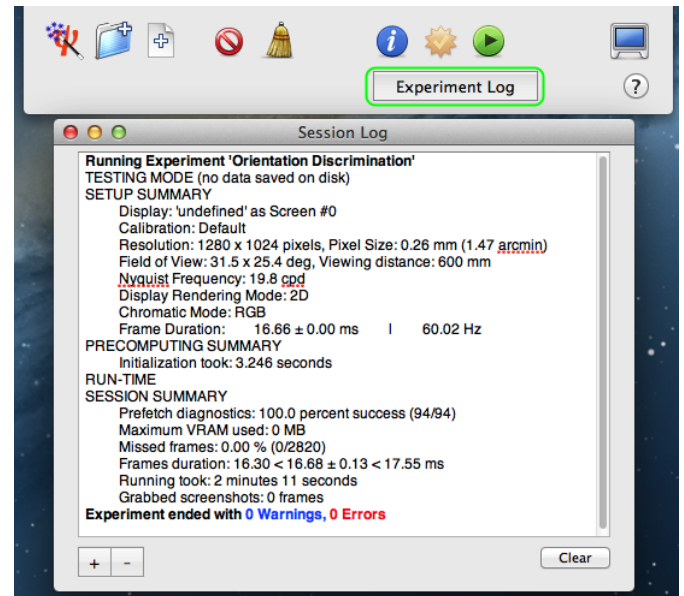 Experiment Log
?
Session Log
Running Experiment 'Orientation Discrimination'
TESTING MODE (no data saved on disk)
SETUP SUMMARY
Display: 'undefined' as Screen #0
Calibration: Default
Resolution: 1280 x 1024 pixels, Pixel Size: 0.26 mm (1.47 arcmin)
Field of View: 31.5 x 25.4 deg, Viewing distance: 600 mm
Nyquist Frequency: 19.8 cpd
Display Rendering Mode: 2D
Chromatic Mode: RGB
Frame Duration: 16.66 ± 0.00 ms | 60.02 Hz
PRECOMPUTING SUMMARY
Initialization took: 3.246 seconds
RUN-TIME
SESSION SUMMARY
Prefetch diagnostics: 100.0 percent success (94/94)
Maximum VRAM used: 0 MB
Missed frames: 0.00 % (0/2820)
Frames duration: 16.30 < 16.68 ± 0.13 < 17.55 ms
Running took: 2 minutes 11 seconds
Grabbed screenshots: 0 frames
Experiment ended with 0 Warnings, 0 Errors
+ - Clear